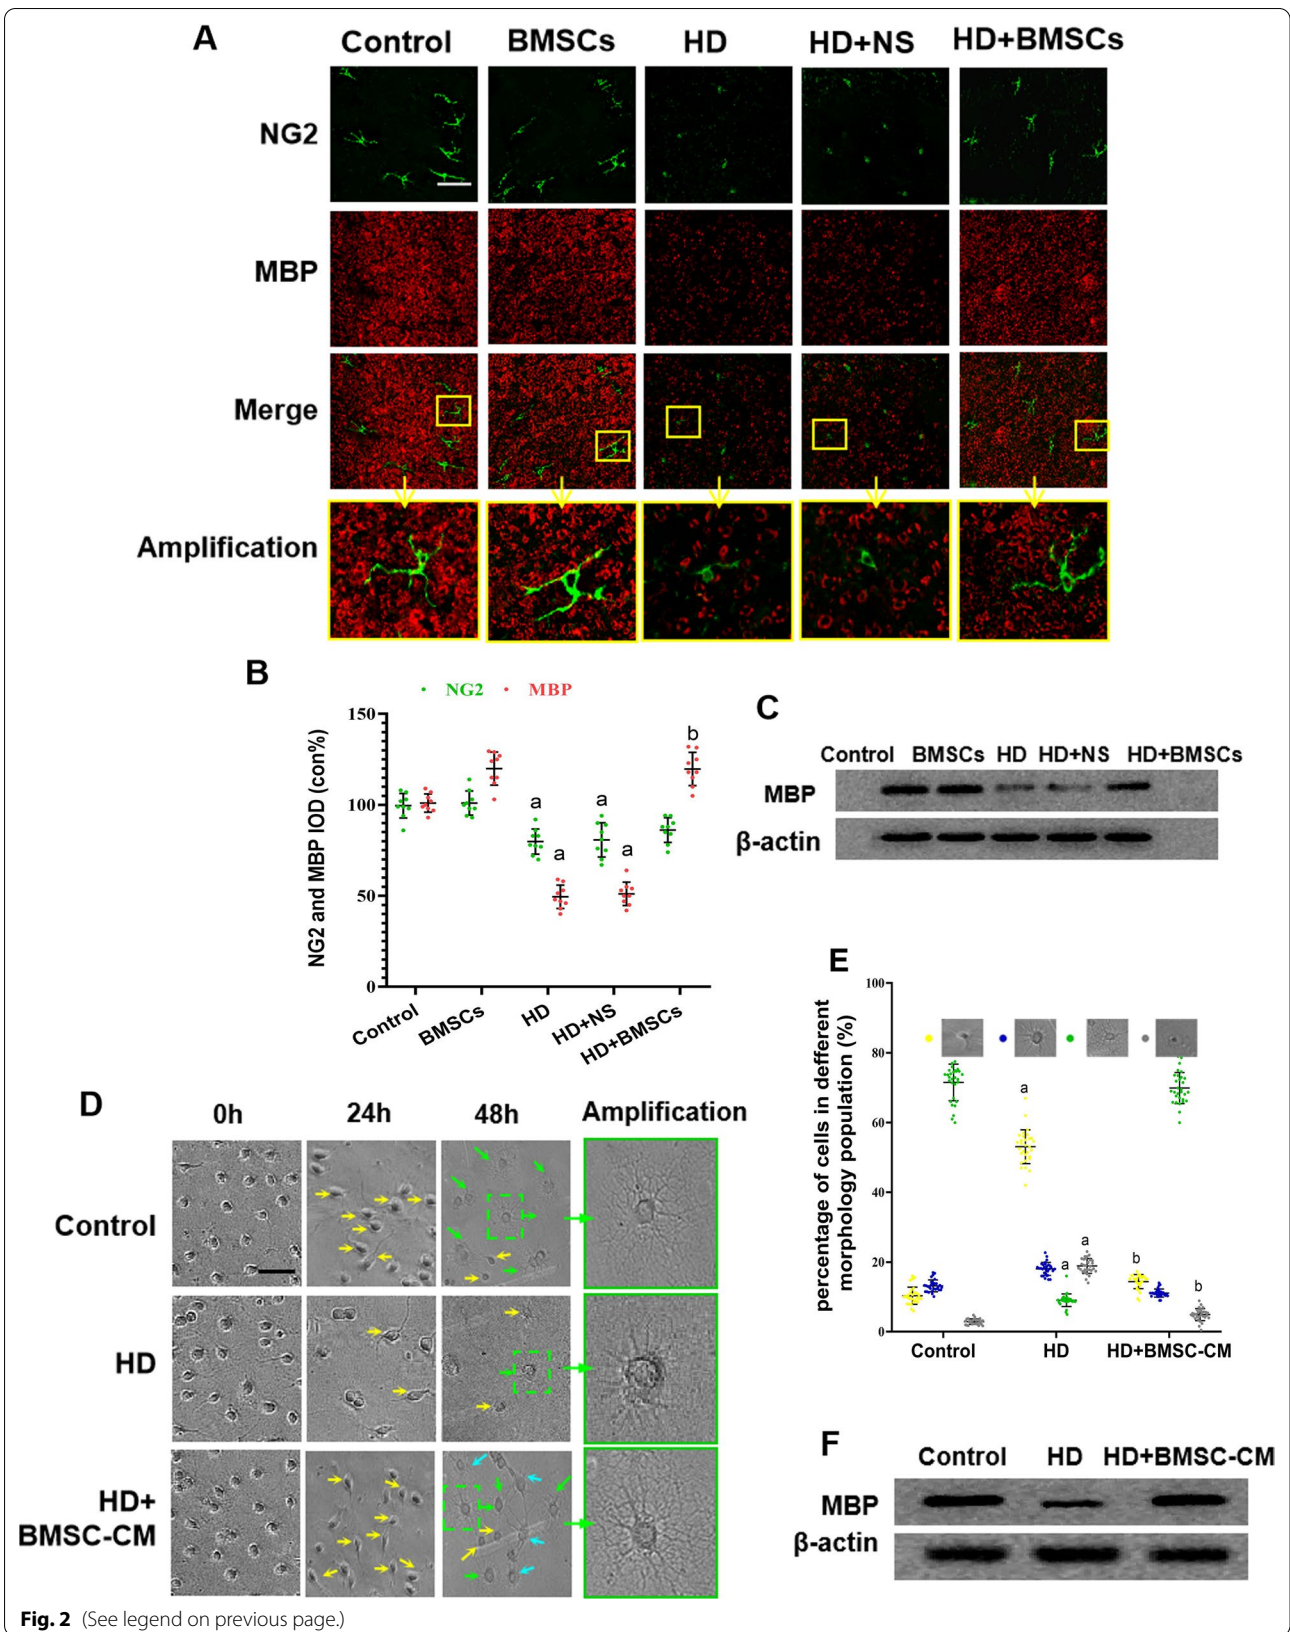 A
Control BMSCs HD HD+NS HD+BMSCs
NG2
MBP
Merge
Amplification
B
NG2 MBP
NG2 and MBP IOD (con%)
150
100
50
0
a
a
a
a
b
Control BMSCs HD HD+NS HD+BMSCs
C
Control BMSCs HD HD+NS HD+BMSCs
MBP
β-actin
D
0h 24h 48h Amplification
Control
HD
HD+
BMSC-CM
E
percentage of cells in defferent
morphology population (%)
100
80
60
40
20
0
a
a
a
b
b
Control HD HD+BMSC-CM
F
Control HD HD+BMSC-CM
MBP
β-actin
Fig. 2 (See legend on previous page.)